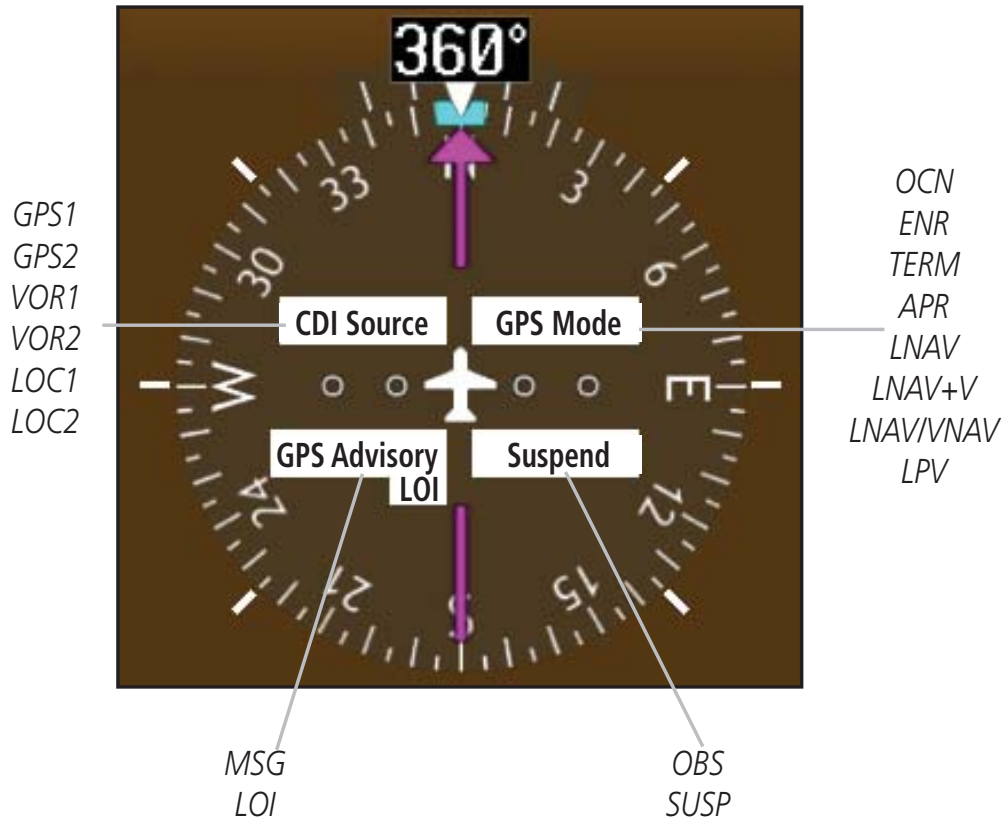 360°
N
33
3
30
6
W
E
24
12
21
15
S
CDI Source
GPS Mode
GPS Advisory
LOI
Suspend
GPS1
GPS2
VOR1
VOR2
LOC1
LOC2
OCN
ENR
TERM
APR
LNAV
LNAV+V
LNAV/VNAV
LPV
MSG
LOI
OBS
SUSP